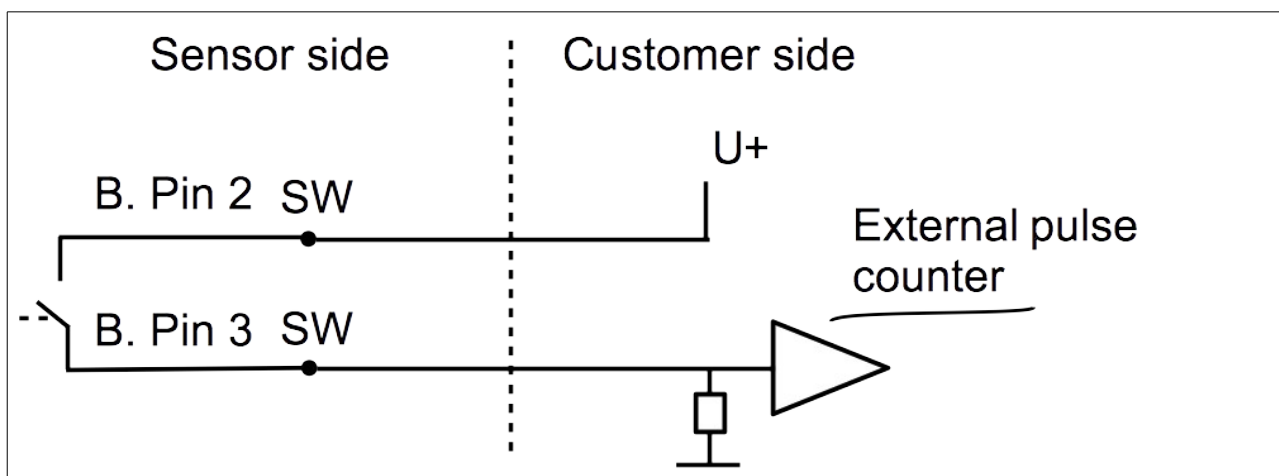 Sensor side
Customer side
U+
B. Pin 2 SW
External pulse
counter
B. Pin 3 SW